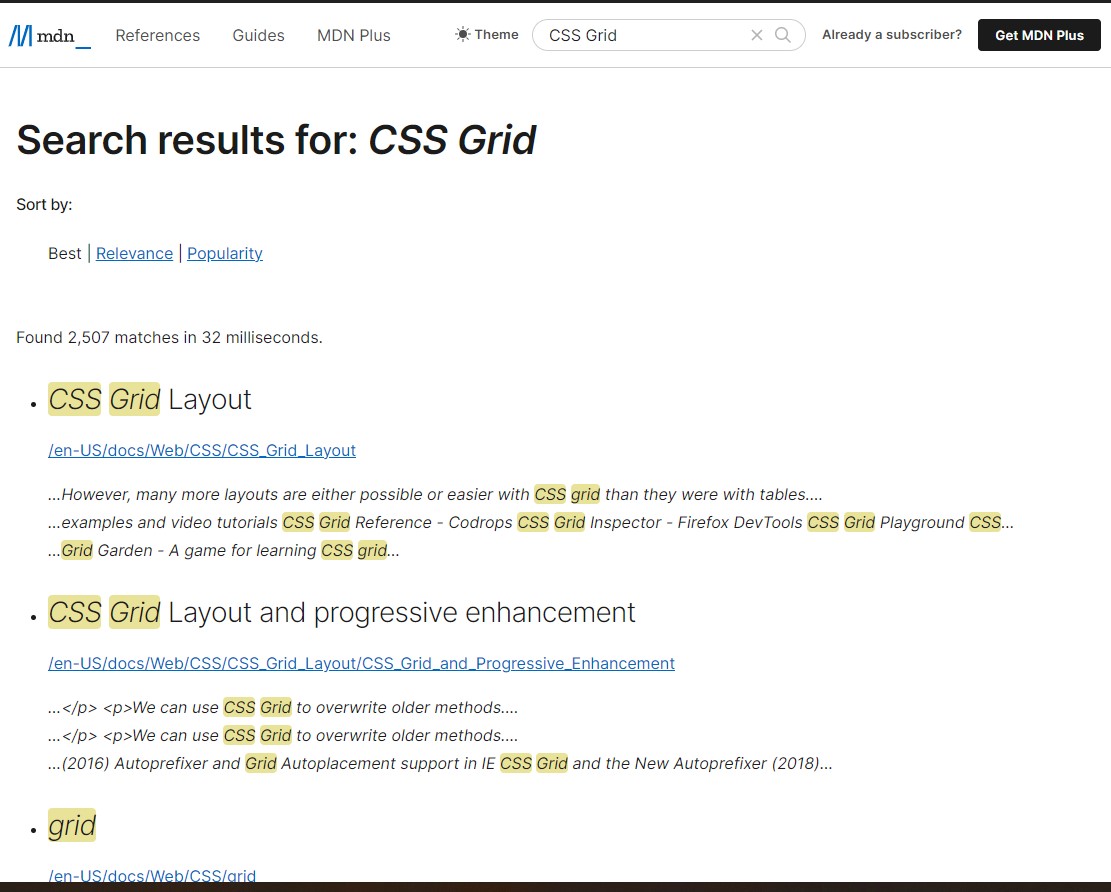 mdn_ References Guides MDN Plus Theme CSS Grid Already a subscriber? Get MDN Plus
Search results for: CSS Grid
Sort by:
Best | Relevance | Popularity
Found 2,507 matches in 32 milliseconds.
• CSS Grid Layout
/en-US/docs/Web/CSS/CSS_Grid_Layout
…However, many more layouts are either possible or easier with CSS grid than they were with tables.…
…examples and video tutorials CSS Grid Reference - Codrops CSS Grid Inspector - Firefox DevTools CSS Grid Playground CSS…
…Grid Garden - A game for learning CSS grid…
• CSS Grid Layout and progressive enhancement
/en-US/docs/Web/CSS/CSS_Grid_Layout/CSS_Grid_and_Progressive_Enhancement
…</p> <p>We can use CSS Grid to overwrite older methods.…
…</p> <p>We can use CSS Grid to overwrite older methods.…
…(2016) Autoprefixer and Grid Autoplacement support in IE CSS Grid and the New Autoprefixer (2018)…
• grid
/en-US/docs/Web/CSS/grid